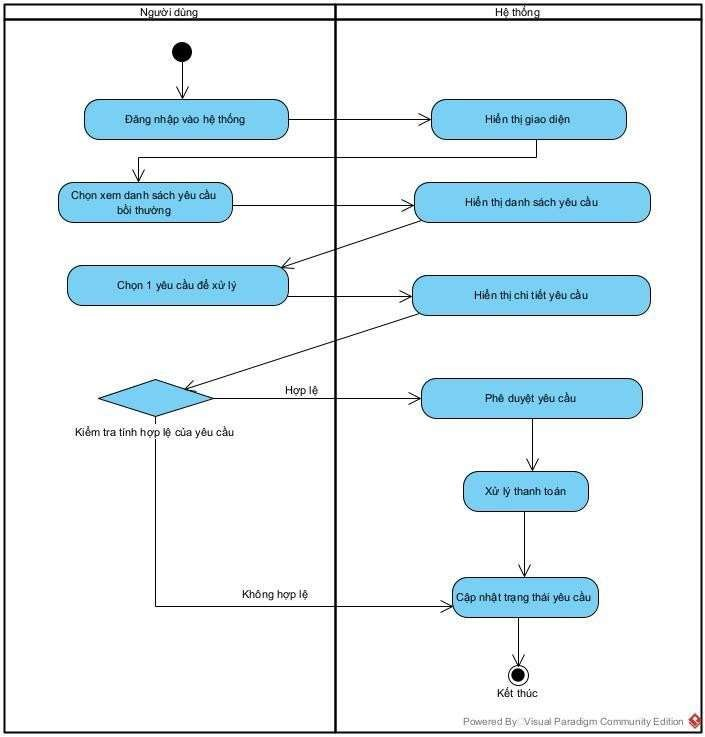 Người dùng
Hệ thống
Đăng nhập vào hệ thống
Hiển thị giao diện
Chọn xem danh sách yêu cầu
bồi thường
Hiển thị danh sách yêu cầu
Chọn 1 yêu cầu để xử lý
Hiển thị chi tiết yêu cầu
Hợp lệ
Phê duyệt yêu cầu
Kiểm tra tính hợp lệ của yêu cầu
Xử lý thanh toán
Không hợp lệ
Cập nhật trạng thái yêu cầu
Kết thúc
Powered By Visual Paradigm Community Edition